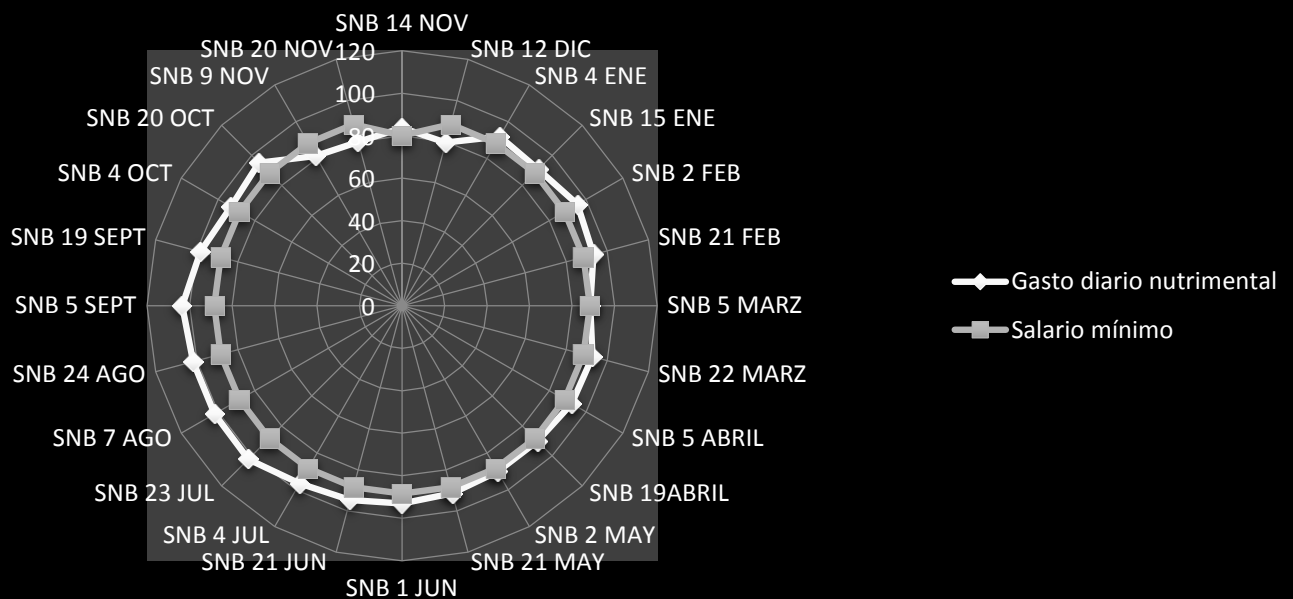 SNB 14 NOV
SNB 12 DIC
SNB 4 ENE
SNB 15 ENE
SNB 2 FEB
SNB 21 FEB
SNB 5 MARZ
SNB 22 MARZ
SNB 5 ABRIL
SNB 19ABRIL
SNB 2 MAY
SNB 21 MAY
SNB 1 JUN
SNB 21 JUN
SNB 4 JUL
SNB 23 JUL
SNB 7 AGO
SNB 24 AGO
SNB 5 SEPT
SNB 19 SEPT
SNB 4 OCT
SNB 20 OCT
SNB 9 NOV
SNB 20 NOV
120
100
80
60
40
20
0
Gasto diario nutrimental
Salario mínimo